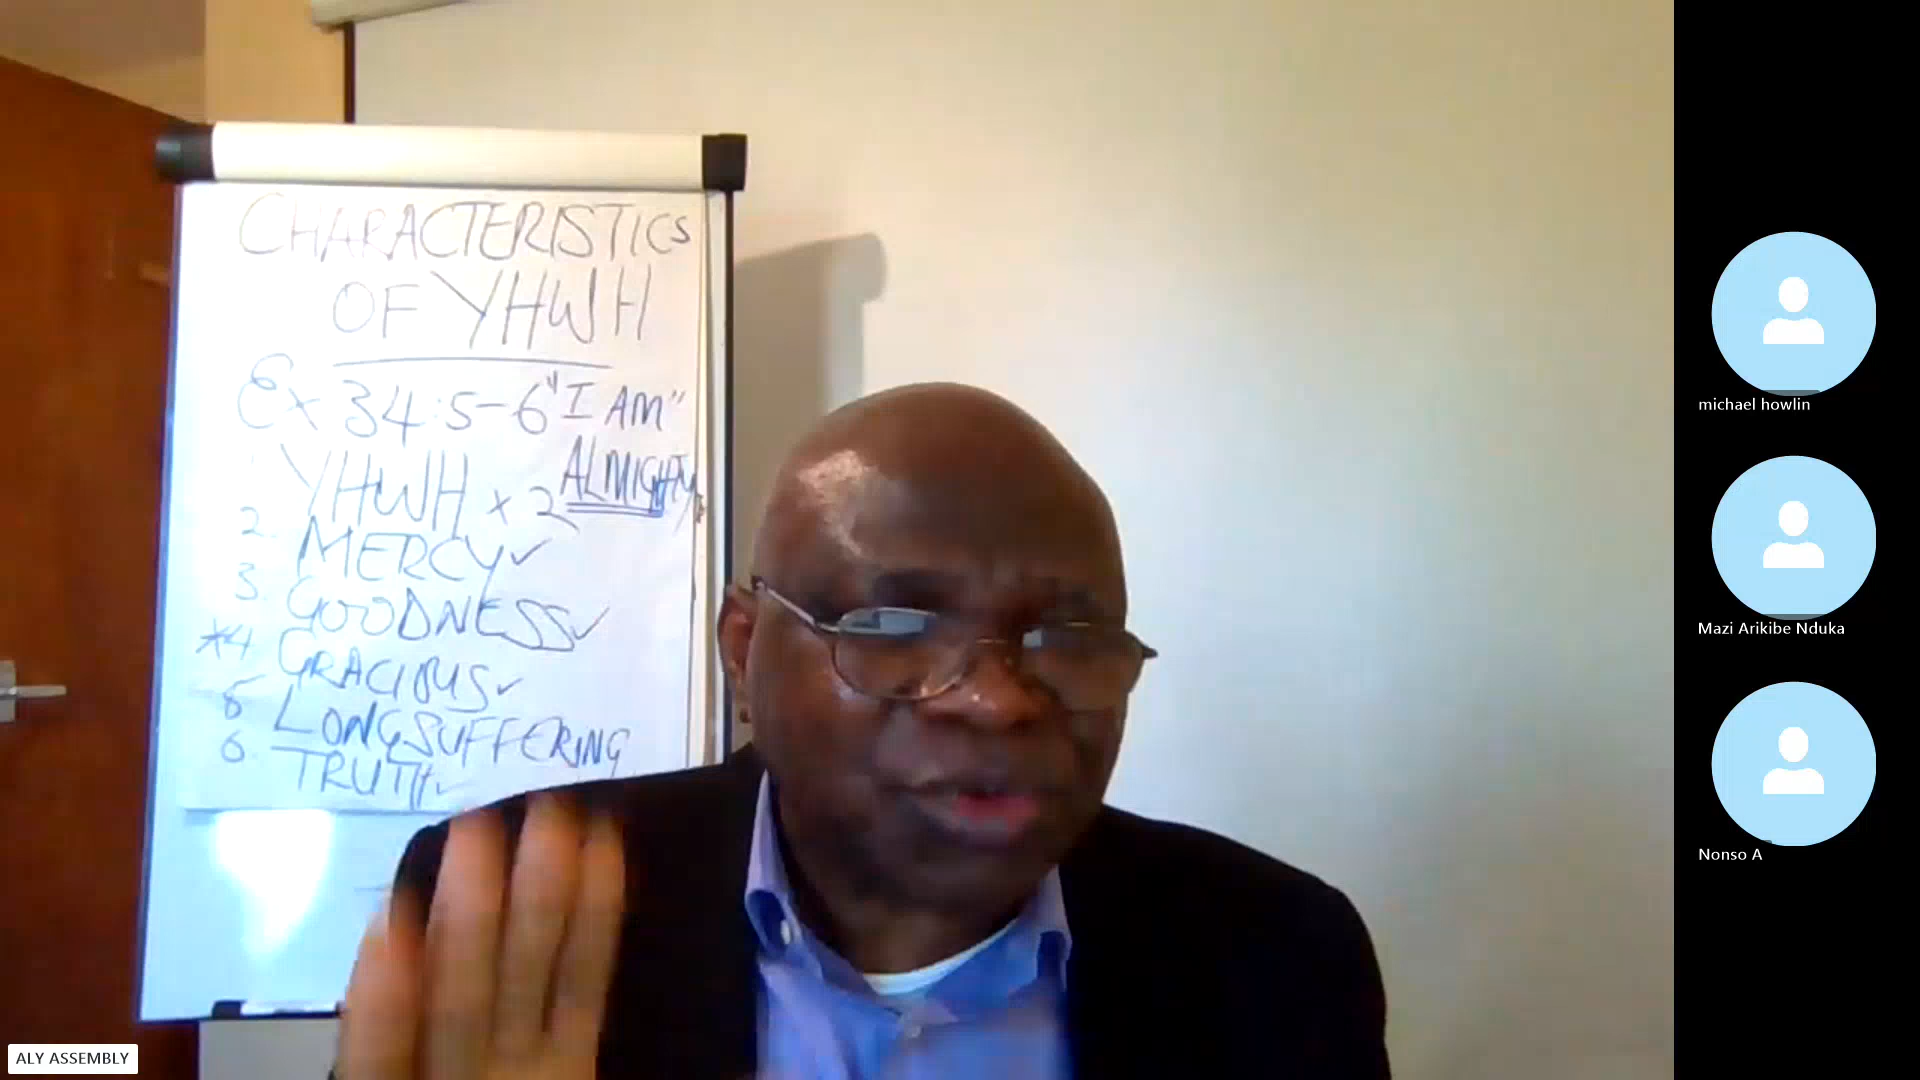 CHARACTERISTICS
OF YHWH
Ex 34:5-6 "I AM"
YHWH x 2 ALMIGHTY
2. MERCY ✓
3. GOODNESS ✓
*4 GRACIOUS ✓
5 LONGSUFFERING
6. TRUTH ✓
ALY ASSEMBLY
michael howlin
Mazi Arikibe Nduka
Nonso A